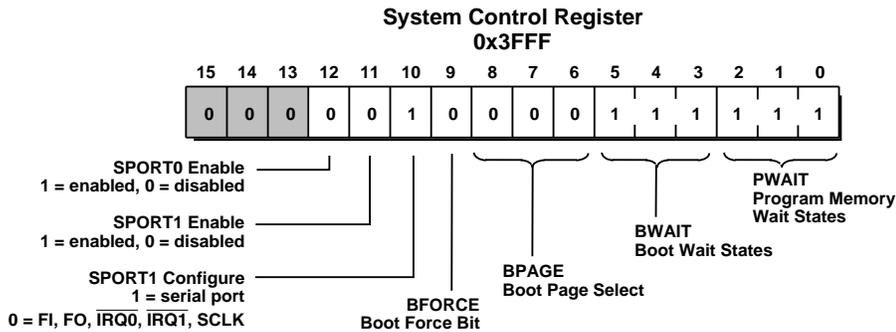 System Control Register
0x3FFF
15 14 13 12 11 10 9 8 7 6 5 4 3 2 1 0
0 0 0 0 0 1 0 0 0 0 1 1 1 1 1 1
SPORT0 Enable
1 = enabled, 0 = disabled
SPORT1 Enable
1 = enabled, 0 = disabled
SPORT1 Configure
1 = serial port
0 = FI, FO, IRQ0, IRQ1, SCLK
BFORCE
Boot Force Bit
BPAGE
Boot Page Select
BWAIT
Boot Wait States
PWAIT
Program Memory
Wait States